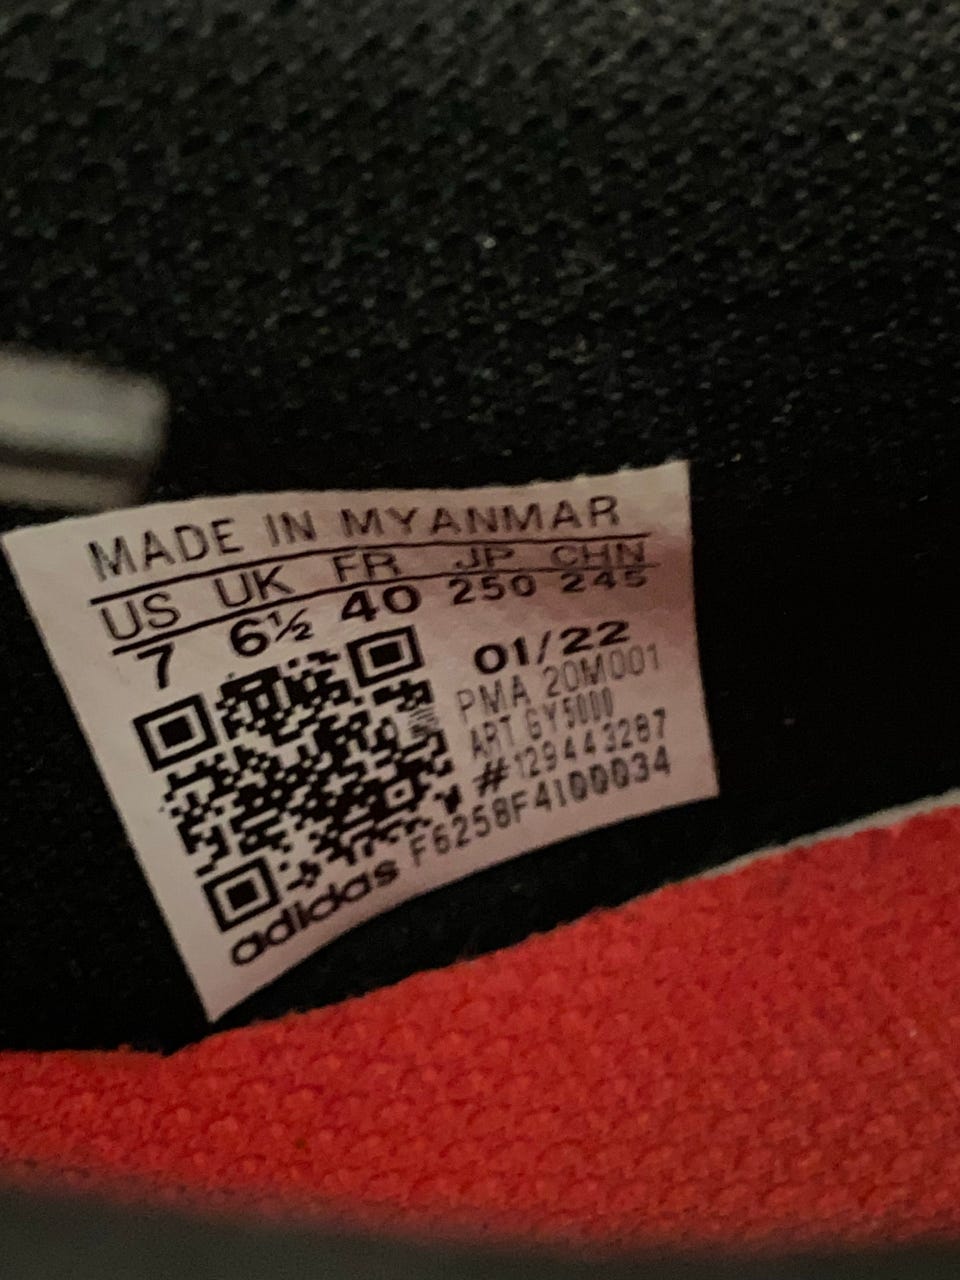 MADE IN MYANMAR
US UK FR JP CHN
7 6½ 40 250 245
01/22
PMA 20M001
ART GY5000
#129443287
adidas F6258F4I00034